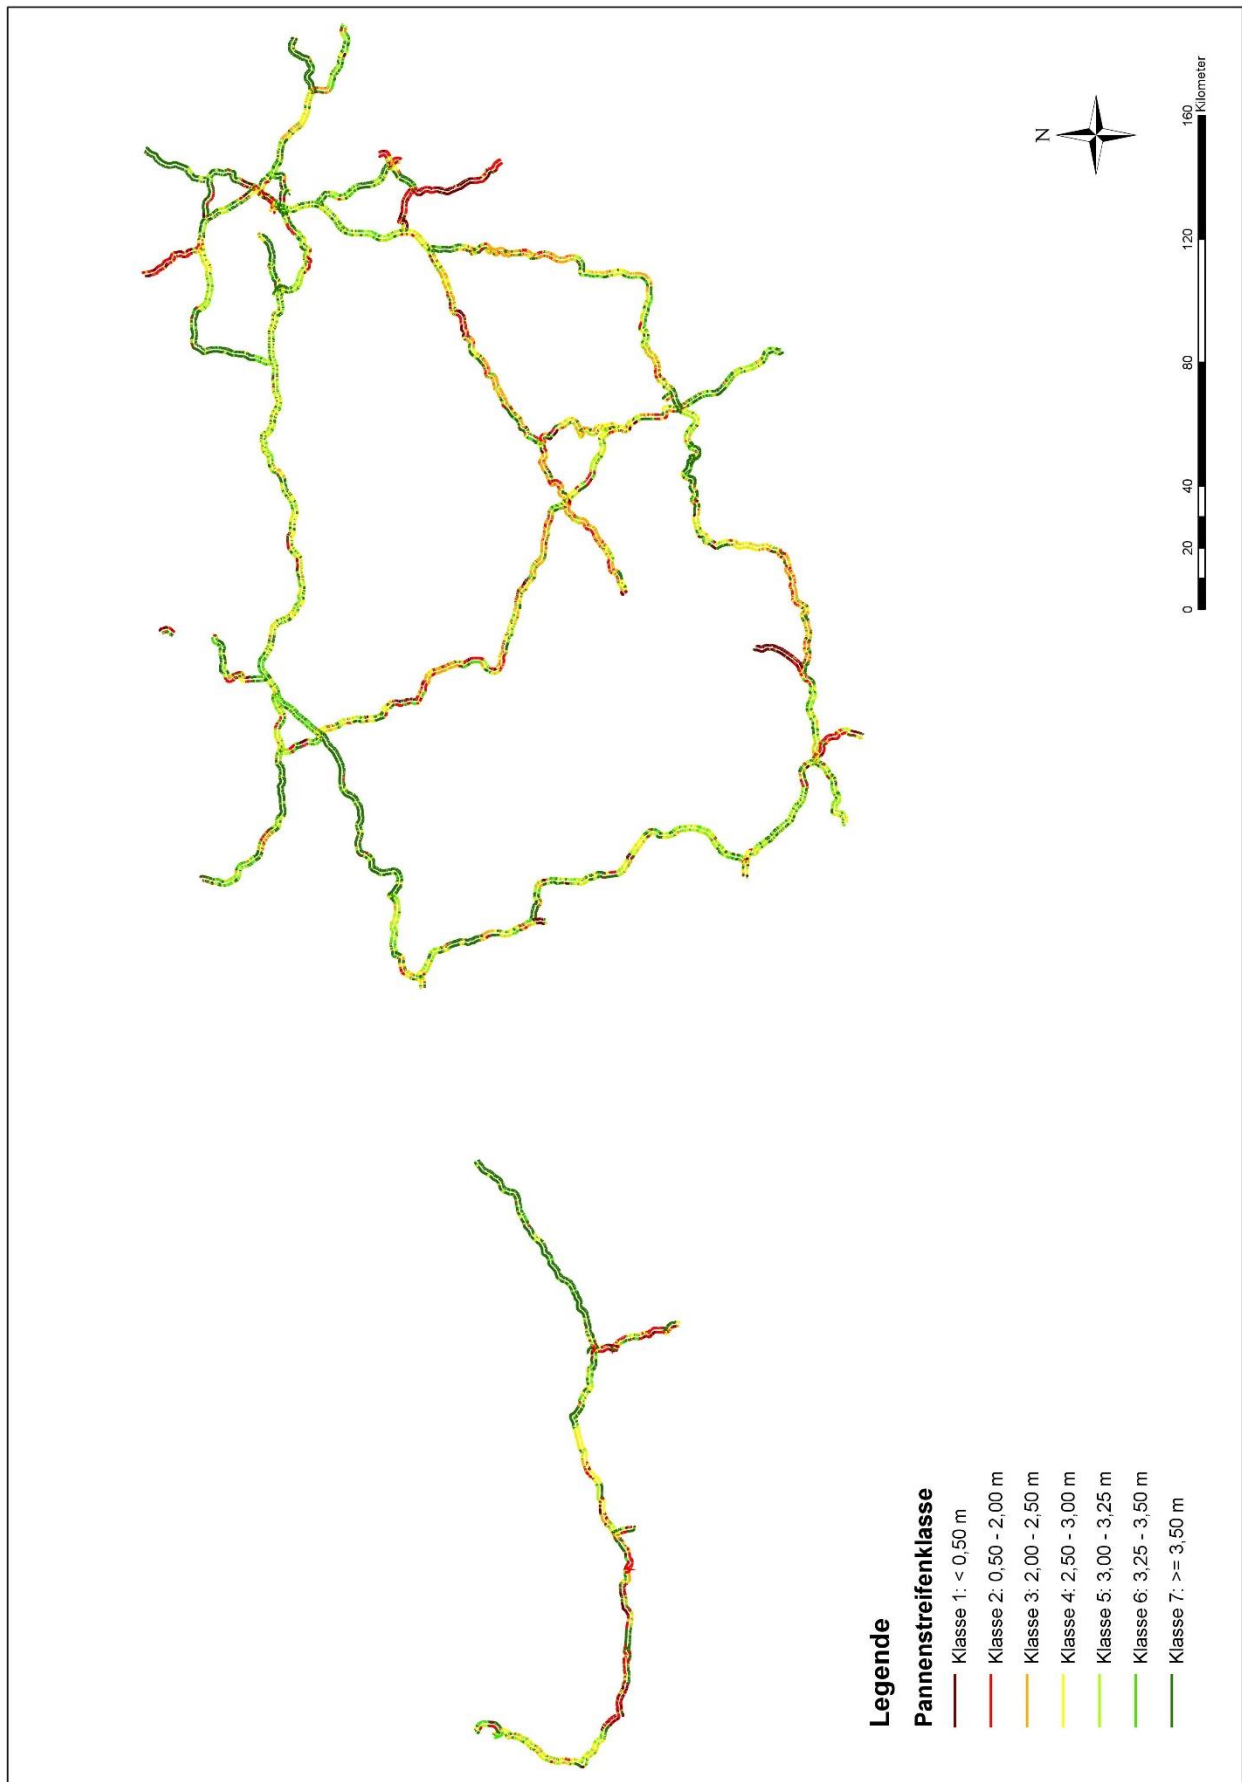 N
0 20 40 80 120 160
Kilometer
Legende
Pannenstreifenklasse
Klasse 1: < 0,50 m
Klasse 2: 0,50 - 2,00 m
Klasse 3: 2,00 - 2,50 m
Klasse 4: 2,50 - 3,00 m
Klasse 5: 3,00 - 3,25 m
Klasse 6: 3,25 - 3,50 m
Klasse 7: >= 3,50 m